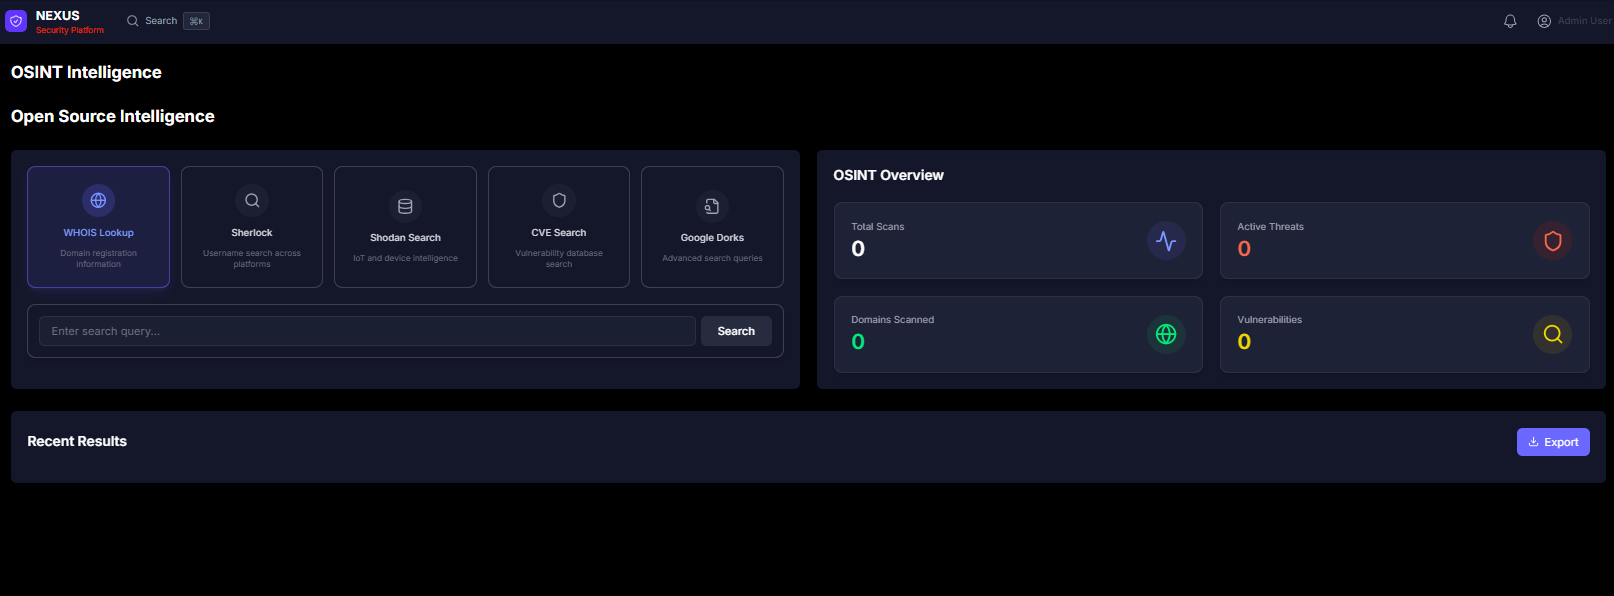 NEXUS
Security Platform
Search ⌘K
Admin User
OSINT Intelligence
Open Source Intelligence
WHOIS Lookup
Domain registration
information
Sherlock
Username search across
platforms
Shodan Search
IoT and device intelligence
CVE Search
Vulnerability database
search
Google Dorks
Advanced search queries
Enter search query...
Search
OSINT Overview
Total Scans
0
Active Threats
0
Domains Scanned
0
Vulnerabilities
0
Recent Results
Export